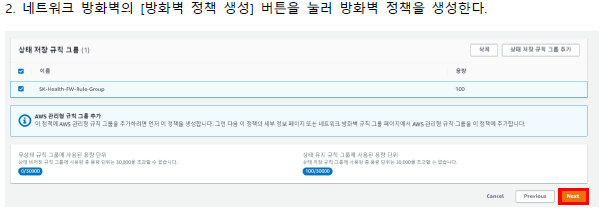 2. 네트워크 방화벽의 [방화벽 정책 생성] 버튼을 눌러 방화벽 정책을 생성한다.
상태 저장 규칙 그룹 (1)
삭제
상태 저장 규칙 그룹 추가
이름
용량
SK-Health-FW-Rule-Group
100
AWS 관리형 규칙 그룹 추가
이 정책에 AWS 관리형 규칙 그룹을 추가하려면 먼저 이 정책을 생성합니다. 그런 다음 이 정책의 세부 정보 페이지 또는 네트워크 방화벽 규칙 그룹 페이지에서 AWS 관리형 규칙 그룹을 이 정책에 추가합니다.
무상태 규칙 그룹에 사용된 용량 단위
상태 비저장 규칙 그룹에 사용된 총 용량 단위는 30,000를 초과할 수 없습니다.
0/30000
상태 유지 규칙 그룹에 사용된 용량 단위
상태 저장 규칙 그룹에 사용된 총 용량 단위는 30,000를 초과할 수 없습니다.
100/30000
Cancel
Previous
Next